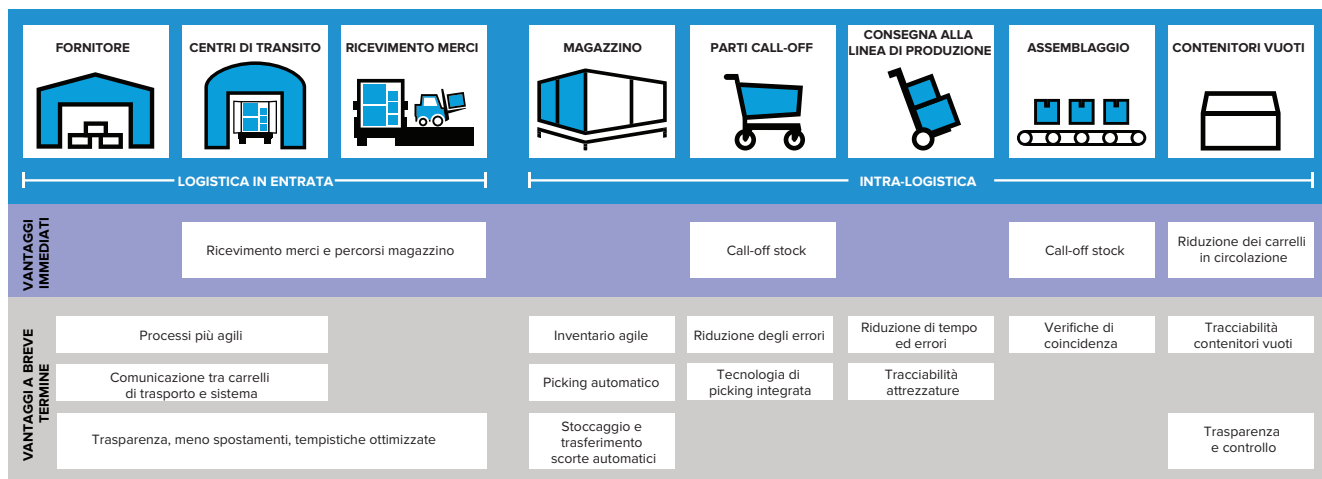 FORNITORE
CENTRI DI TRANSITO
RICEVIMENTO MERCI
MAGAZZINO
PARTI CALL-OFF
CONSEGNA ALLA
LINEA DI PRODUZIONE
ASSEMBLAGGIO
CONTENITORI VUOTI
LOGISTICA IN ENTRATA
INTRA-LOGISTICA
VANTAGGI
IMMEDIATI
Ricevimento merci e percorsi magazzino
Call-off stock
Call-off stock
Riduzione dei carrelli
in circolazione
VANTAGGI A BREVE
TERMINE
Processi più agili
Inventario agile
Riduzione degli errori
Riduzione di tempo
ed errori
Verifiche di
coincidenza
Tracciabilità
contenitori vuoti
Comunicazione tra carrelli
di trasporto e sistema
Picking automatico
Tecnologia di
picking integrata
Tracciabilità
attrezzature
Trasparenza, meno spostamenti, tempistiche ottimizzate
Stoccaggio e
trasferimento
scorte automatici
Trasparenza
e controllo